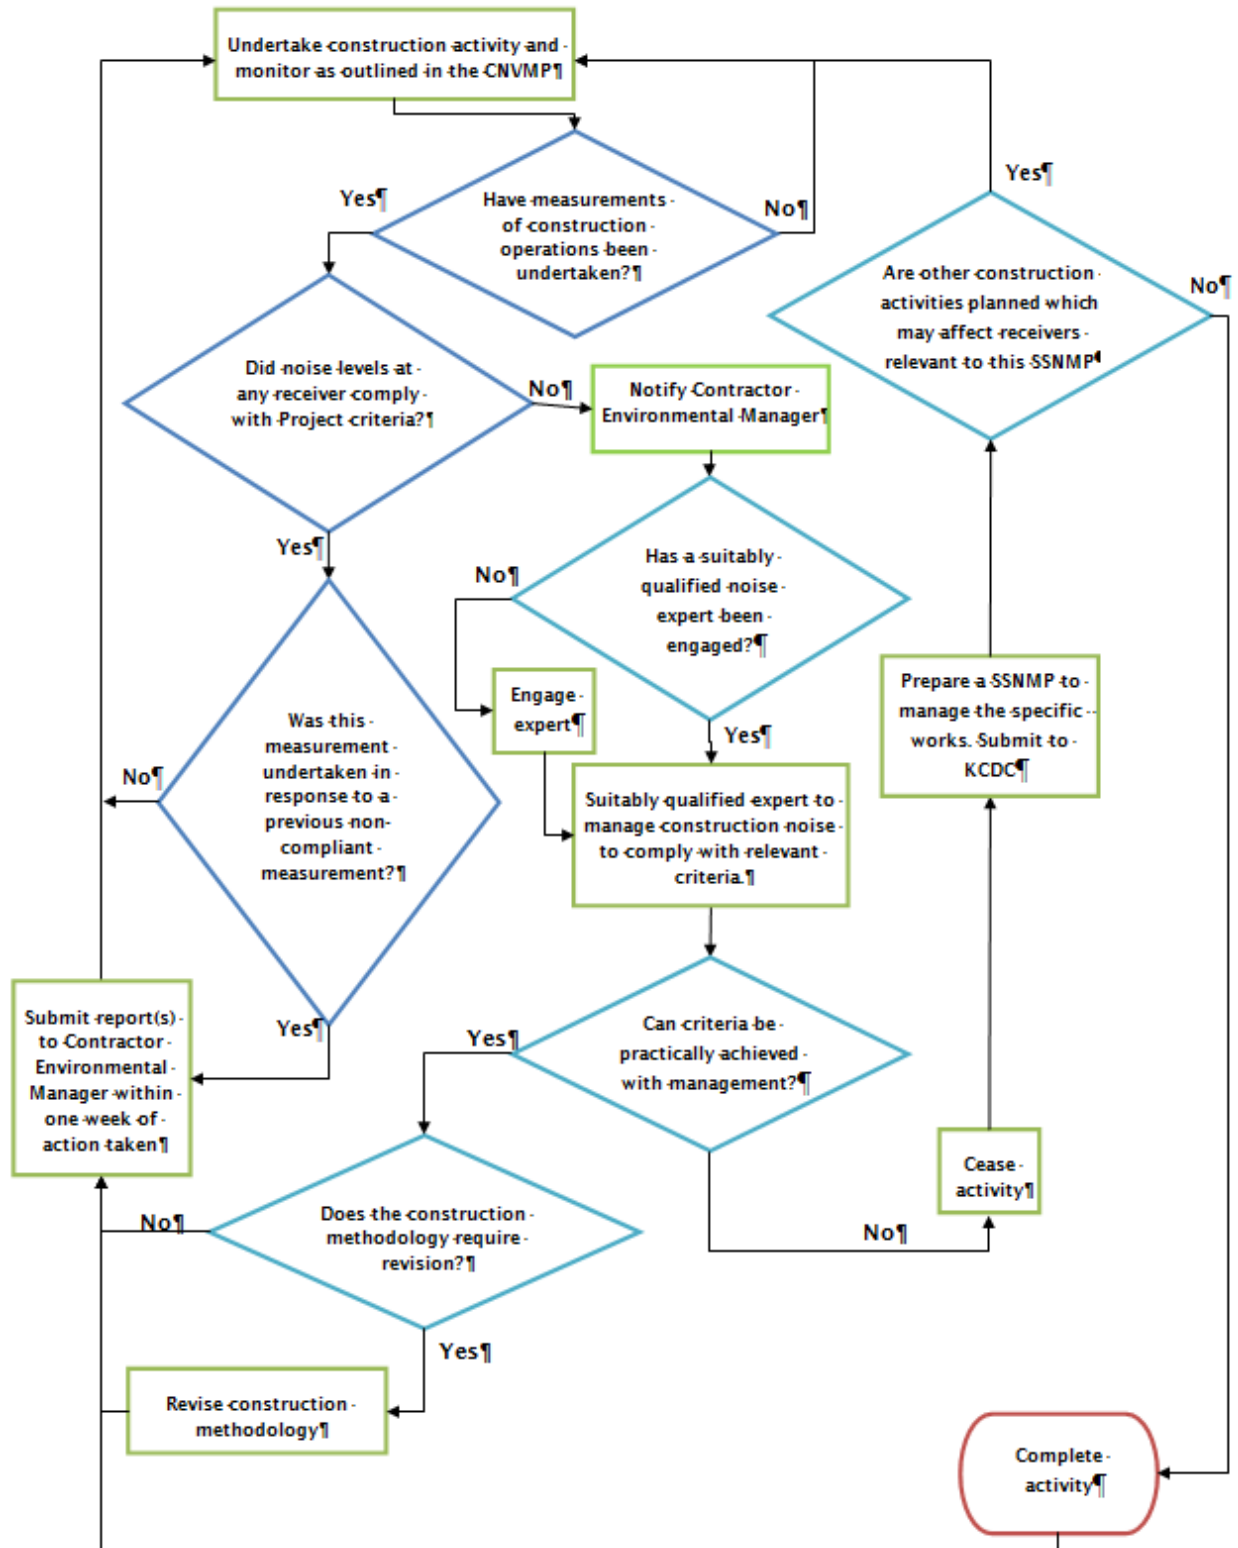 Undertake construction activity and
monitor as outlined in the CNVMP¶
Yes¶
Have measurements
of construction
operations been
undertaken?¶
No¶
Yes¶
Are other construction
activities planned which
may affect receivers
relevant to this SSNMP¶
No¶
Did noise levels at
any receiver comply
with Project criteria?¶
No¶
Notify Contractor
Environmental Manager¶
Yes¶
Has a suitably
qualified noise
expert been
engaged?¶
No¶
Engage
expert¶
Yes¶
Prepare a SSNMP to
manage the specific
works. Submit to
KCDC¶
Was this
measurement
undertaken in
response to a
previous non-
compliant
measurement?¶
No¶
Suitably qualified expert to
manage construction noise
to comply with relevant
criteria.¶
Yes¶
Submit report(s)
to Contractor
Environmental
Manager within
one week of
action taken¶
Yes¶
Can criteria be
practically achieved
with management?¶
Cease
activity¶
No¶
Does the construction
methodology require
revision?¶
No¶
Yes¶
Revise construction
methodology¶
Complete
activity¶